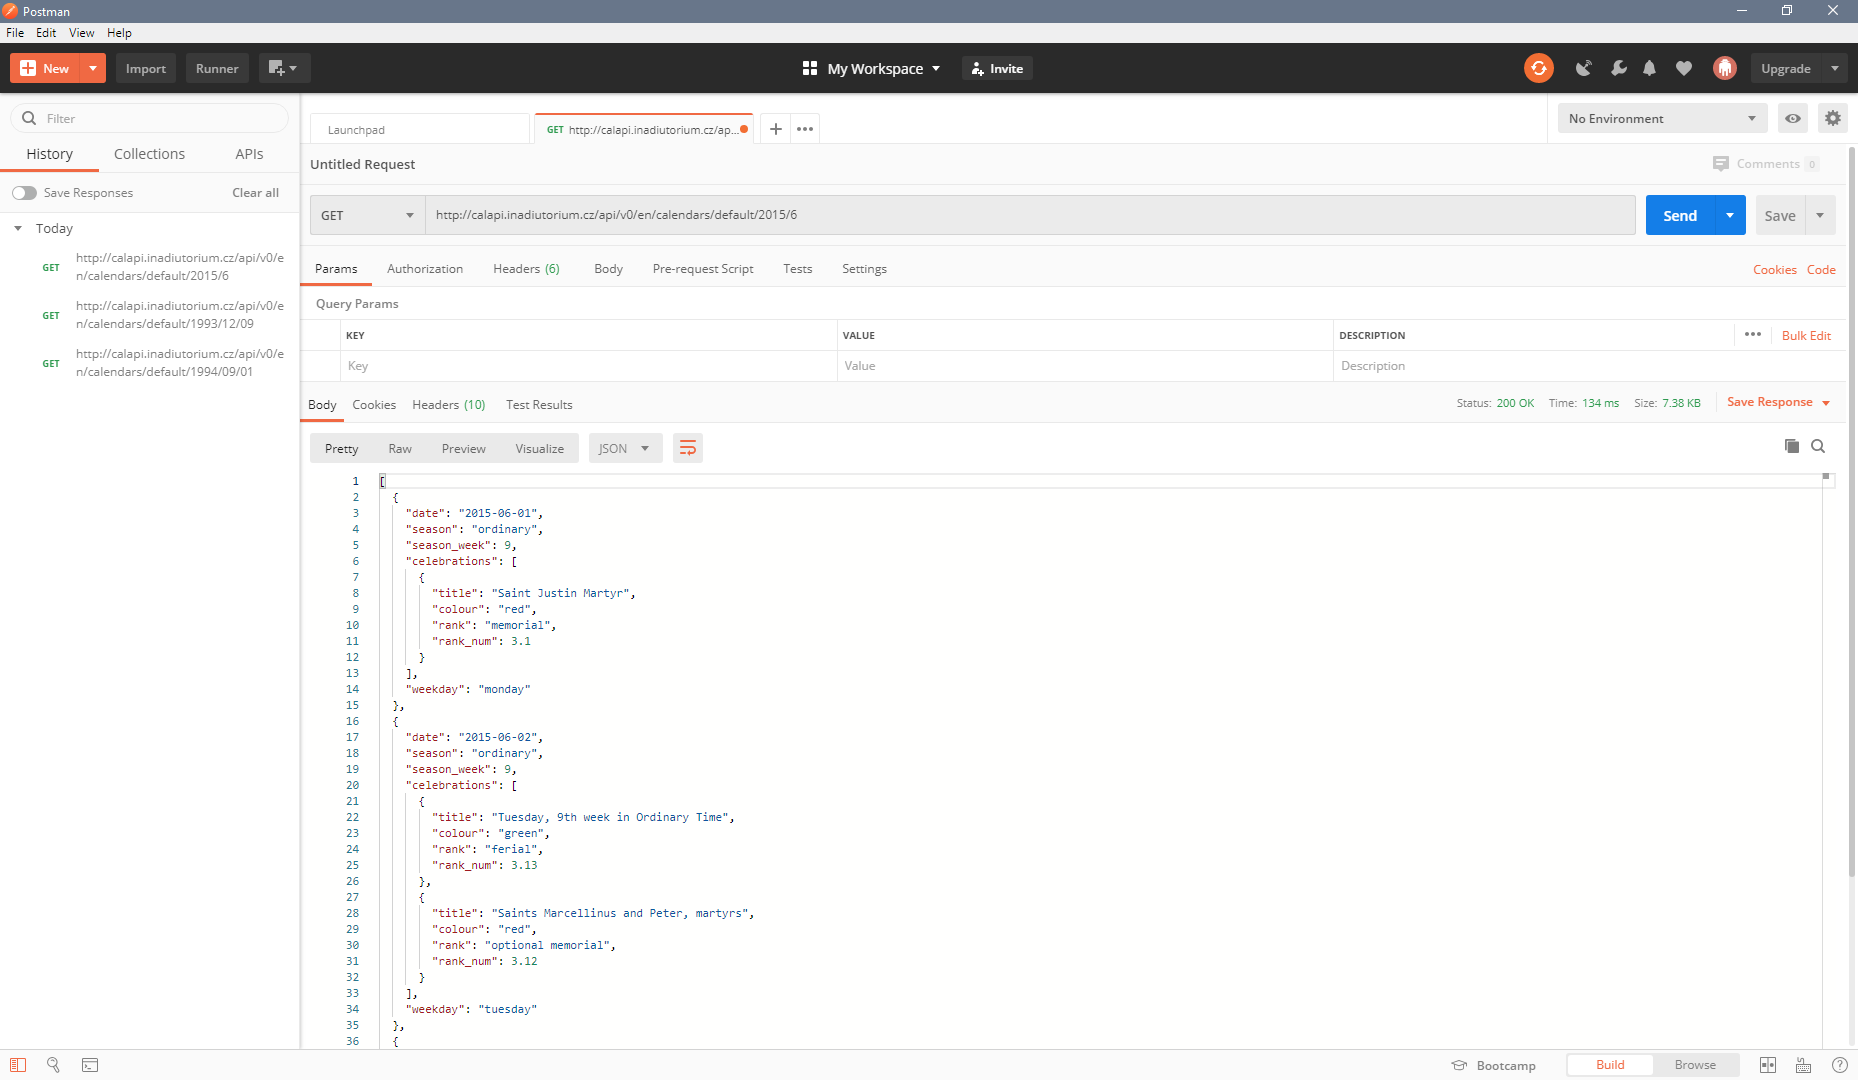 Postman
File Edit View Help
New Import Runner My Workspace Invite Upgrade
Filter
History Collections APIs
Save Responses Clear all
Today
GET http://calapi.inadiutorium.cz/api/v0/e
n/calendars/default/2015/6
GET http://calapi.inadiutorium.cz/api/v0/e
n/calendars/default/1993/12/09
GET http://calapi.inadiutorium.cz/api/v0/e
n/calendars/default/1994/09/01
Launchpad GET http://calapi.inadiutorium.cz/ap...
No Environment
Untitled Request Comments 0
GET http://calapi.inadiutorium.cz/api/v0/en/calendars/default/2015/6 Send Save
Params Authorization Headers (6) Body Pre-request Script Tests Settings Cookies Code
Query Params
KEY VALUE DESCRIPTION Bulk Edit
Key Value Description
Body Cookies Headers (10) Test Results Status: 200 OK Time: 134 ms Size: 7.38 KB Save Response
Pretty Raw Preview Visualize JSON
1 [
2 {
3 "date": "2015-06-01",
4 "season": "ordinary",
5 "season_week": 9,
6 "celebrations": [
7 {
8 "title": "Saint Justin Martyr",
9 "colour": "red",
10 "rank": "memorial",
11 "rank_num": 3.1
12 }
13 ],
14 "weekday": "monday"
15 },
16 {
17 "date": "2015-06-02",
18 "season": "ordinary",
19 "season_week": 9,
20 "celebrations": [
21 {
22 "title": "Tuesday, 9th week in Ordinary Time",
23 "colour": "green",
24 "rank": "ferial",
25 "rank_num": 3.13
26 },
27 {
28 "title": "Saints Marcellinus and Peter, martyrs",
29 "colour": "red",
30 "rank": "optional memorial",
31 "rank_num": 3.12
32 }
33 ],
34 "weekday": "tuesday"
35 },
36 {
Bootcamp Build Browse